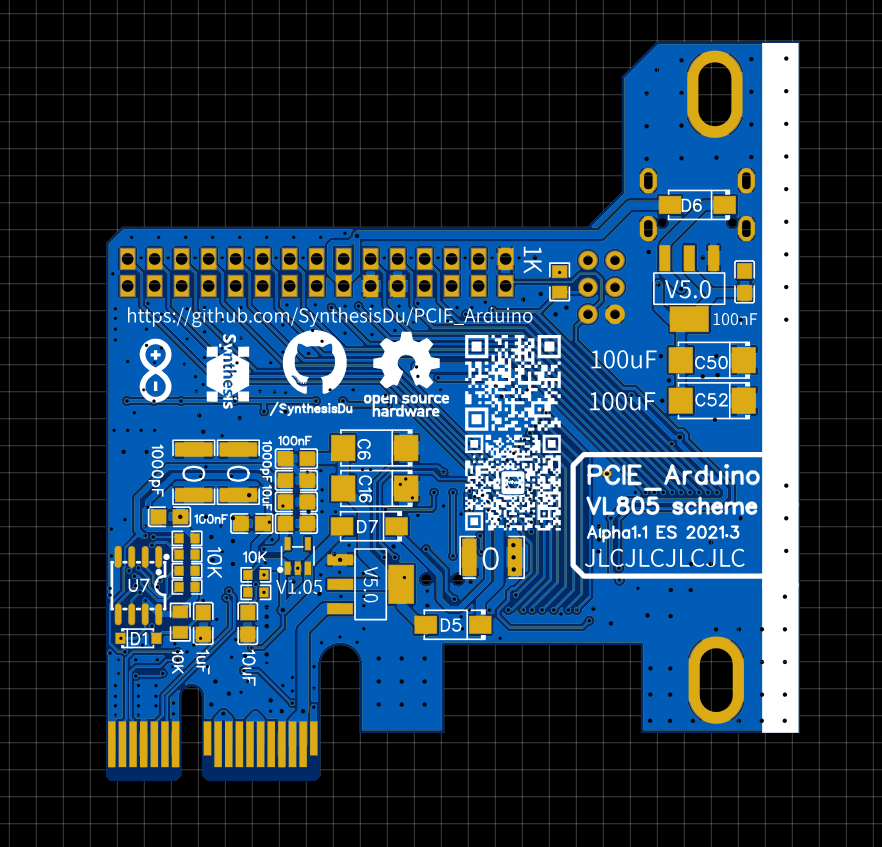 D6
1K
V5.0
100nF
https://github.com/SynthesisDu/PCIE_Arduino
Synthesis
/SynthesisDu
open source
hardware
100uF
C50
100uF
C52
1000pF
0
0
1000pF
10uF
100nF
C6
C16
100nF
D7
PCIE_Arduino
VL805 scheme
Alpha1.1 ES 2021.3
JLCJLCJLCJLC
10K
10K
V1.05
V5.0
0
U7
D1
10K
1uF
10uF
D5